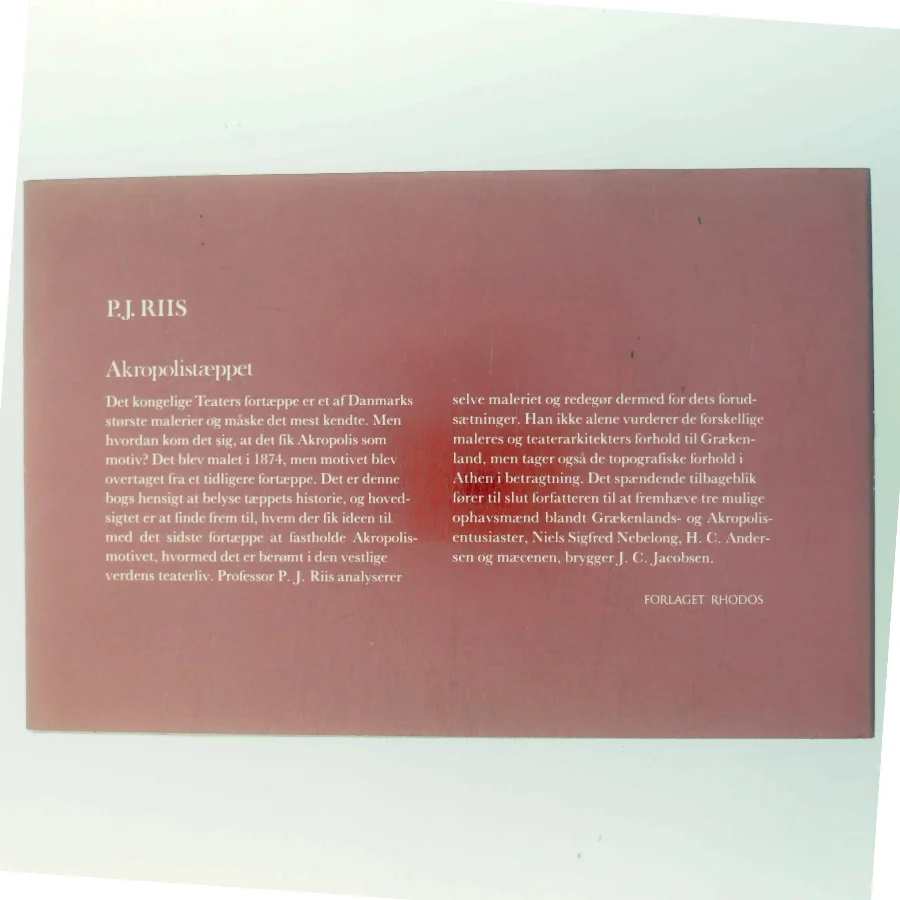 P.J. RIIS
Akropolistæppet
Det kongelige Teaters fortæppe er et af Danmarks
største malerier og måske det mest kendte. Men
hvordan kom det sig, at det fik Akropolis som
motiv? Det blev malet i 1874, men motivet blev
overtaget fra et tidligere fortæppe. Det er denne
bogs hensigt at belyse tæppets historie, og hoved-
sigtet er at finde frem til, hvem der fik ideen til
med det sidste fortæppe at fastholde Akropolis-
motivet, hvormed det er berømt i den vestlige
verdens teaterliv. Professor P. J. Riis analyserer
selve maleriet og redegør dermed for dets forud-
sætninger. Han ikke alene vurderer de forskellige
maleres og teaterarkitekters forhold til Græken-
land, men tager også de topografiske forhold i
Athen i betragtning. Det spændende tilbageblik
fører til slut forfatteren til at fremhæve tre mulige
ophavsmænd blandt Grækenlands- og Akropolis-
entusiaster, Niels Sigfred Nebelong, H. C. Ander-
sen og mæcenen, brygger J. C. Jacobsen.
FORLAGET RHODOS